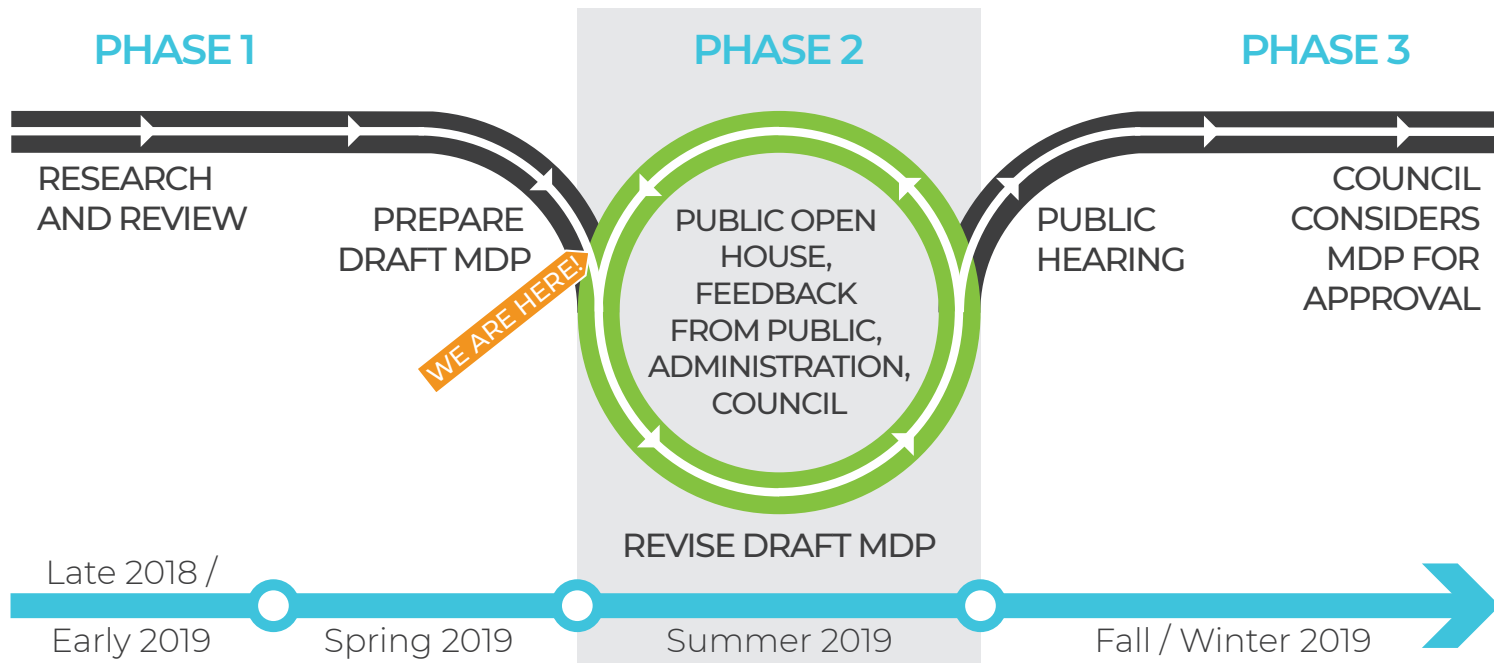 PHASE 1
PHASE 2
PHASE 3
RESEARCH
AND REVIEW
PREPARE
DRAFT MDP
WE ARE HERE!
PUBLIC OPEN
HOUSE,
FEEDBACK
FROM PUBLIC,
ADMINISTRATION,
COUNCIL
REVISE DRAFT MDP
PUBLIC
HEARING
COUNCIL
CONSIDERS
MDP FOR
APPROVAL
Late 2018 /
Early 2019
Spring 2019
Summer 2019
Fall / Winter 2019